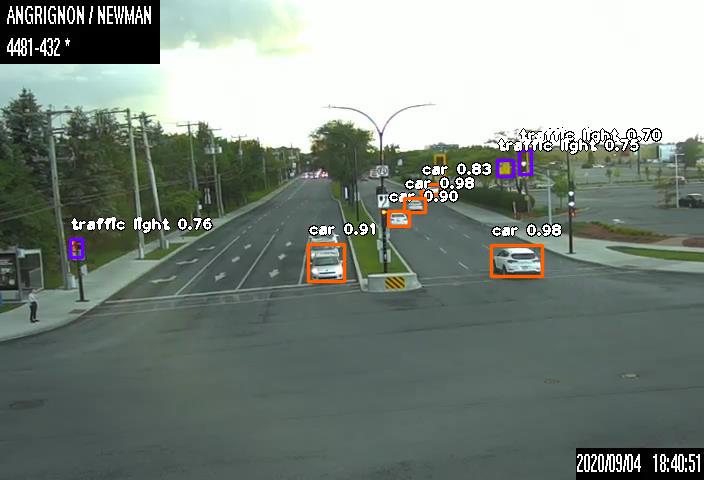 ANGRIGNON / NEWMAN
4481-432 *
traffic light 0.70
traffic light 0.75
car 0.83
car 0.98
car 0.90
traffic light 0.76
car 0.91
car 0.98
2020/09/04 18:40:51